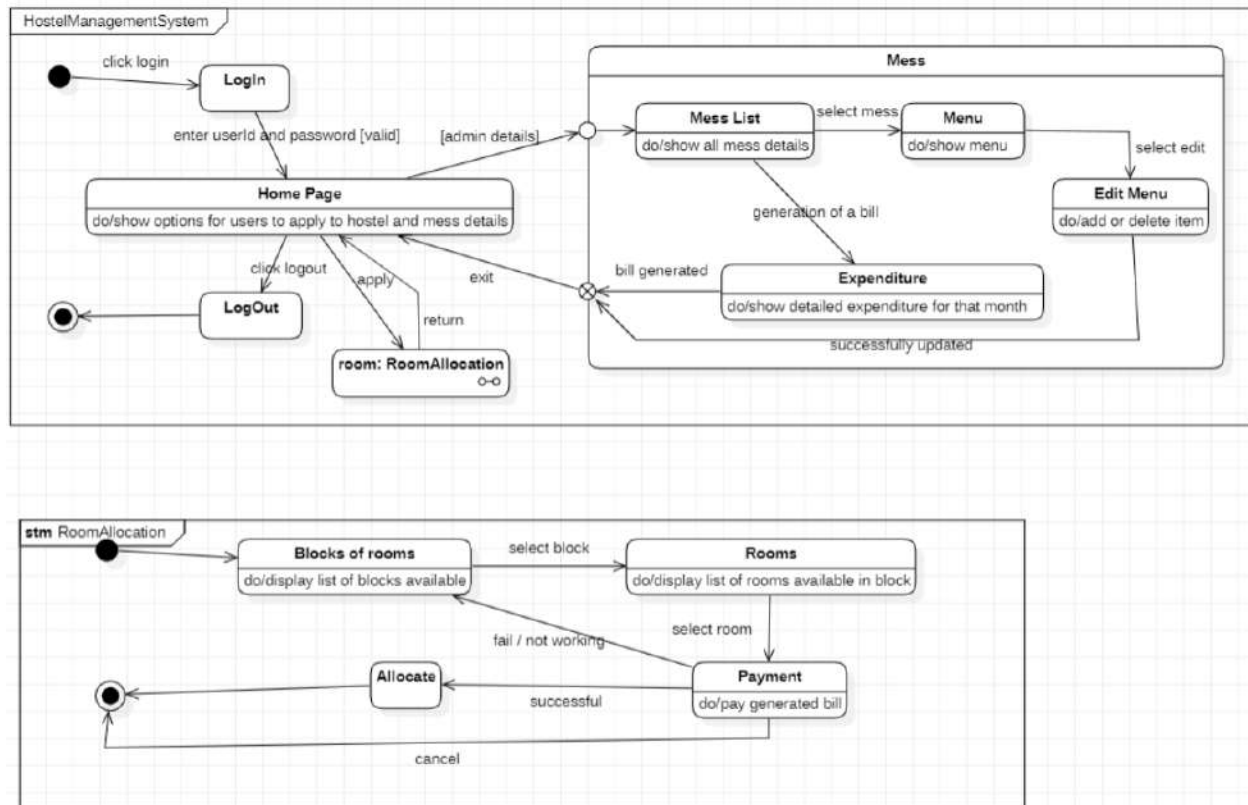 HostelManagementSystem
click login
LogIn
enter userId and password [valid]
[admin details]
Home Page
do/show options for users to apply to hostel and mess details
click logout
apply
return
exit
LogOut
room: RoomAllocation
Mess
Mess List
do/show all mess details
select mess
Menu
do/show menu
select edit
Edit Menu
do/add or delete item
generation of a bill
bill generated
Expenditure
do/show detailed expenditure for that month
successfully updated
stm RoomAllocation
Blocks of rooms
do/display list of blocks available
select block
Rooms
do/display list of rooms available in block
select room
fail / not working
Allocate
successful
Payment
do/pay generated bill
cancel